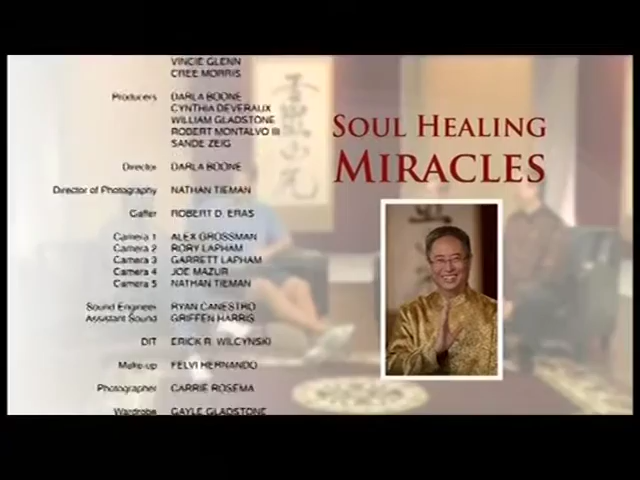 VINCIE GLENN
CREE MORRIS
Producers DARLA BOONE
CYNTHIA DEVERAUX
WILLIAM GLADSTONE
ROBERT MONTALVO III
SANDE ZEIG
Director DARLA BOONE
Director of Photography NATHAN TIEMAN
Gaffer ROBERT D. ERAS
Camera 1 ALEX GROSSMAN
Camera 2 RORY LAPHAM
Camera 3 GARRETT LAPHAM
Camera 4 JOE MAZUR
Camera 5 NATHAN TIEMAN
Sound Engineer RYAN CANESTRO
Assistant Sound GRIFFEN HARRIS
DIT ERICK R. WILCYNSKI
Make-up FELVI HERNANDO
Photographer CARRIE ROSEMA
Wardrobe GAYLE GLADSTONE
SOUL HEALING
MIRACLES